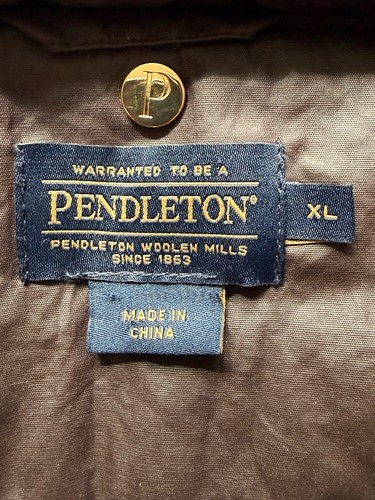 P
WARRANTED TO BE A
PENDLETON®
XL
PENDLETON WOOLEN MILLS
SINCE 1863
MADE IN
CHINA